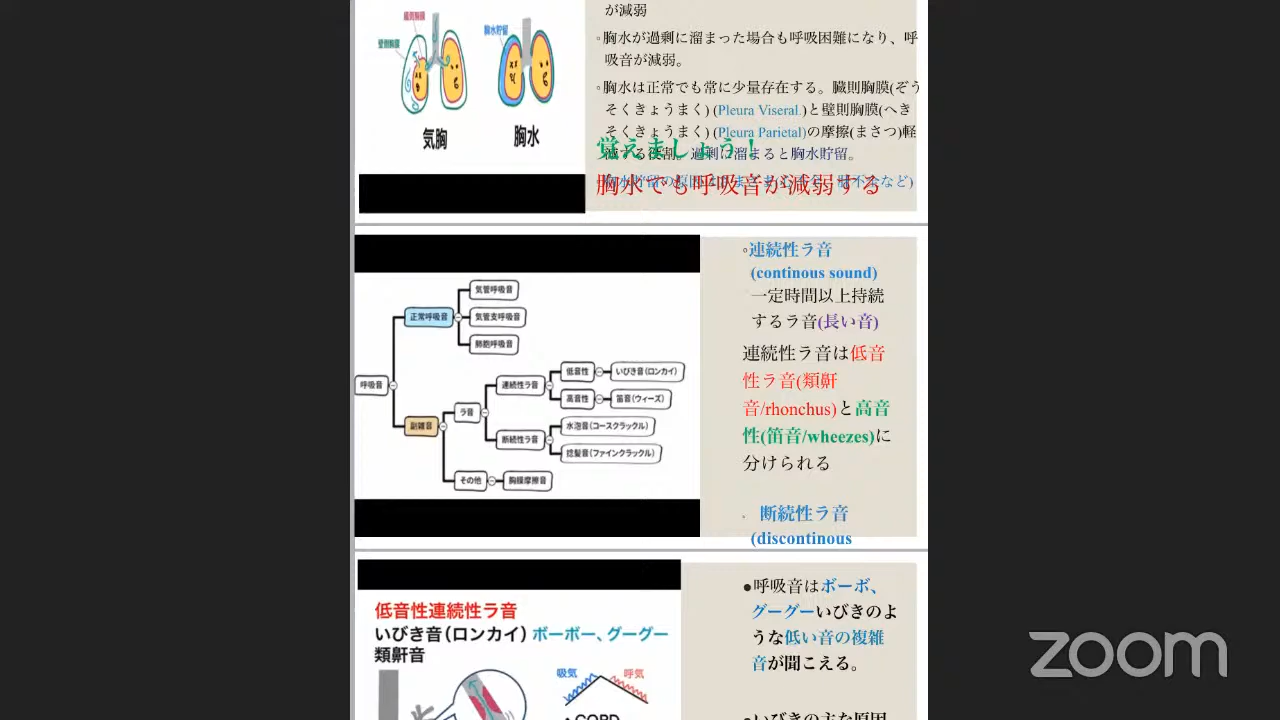 臓側胸膜
壁側胸膜
気胸
胸水貯留
胸水
が減弱
◦胸水が過剰に溜まった場合も呼吸困難になり、呼
吸音が減弱。
◦胸水は正常でも常に少量存在する。臓則胸膜(ぞう
そくきょうまく) (Pleura Viseral.)と壁則胸膜(へき
そくきょうまく) (Pleura Parietal)の摩擦(まさつ)軽
減する役割。過剰に溜まると胸水貯留。
覚えましょう！
胸水でも呼吸音が減弱する
呼吸音
正常呼吸音
気管呼吸音
気管支呼吸音
肺胞呼吸音
副雑音
ラ音
連続性ラ音
低音性
いびき音(ロンカイ)
高音性
笛音(ウィーズ)
断続性ラ音
水泡音(コースクラックル)
捻髪音(ファインクラックル)
その他
胸膜摩擦音
◦連続性ラ音
(continous sound)
一定時間以上持続
するラ音(長い音)
連続性ラ音は低音
性ラ音(類鼾
音/rhonchus)と高音
性(笛音/wheezes)に
分けられる
断続性ラ音
(discontinous
低音性連続性ラ音
いびき音(ロンカイ) ボーボー、グーグー
類鼾音
吸気
呼気
• COPD
●呼吸音はボーボ、
グーグーいびきのよ
うな低い音の複雑
音が聞こえる。
●いびきの主な原因
zoom